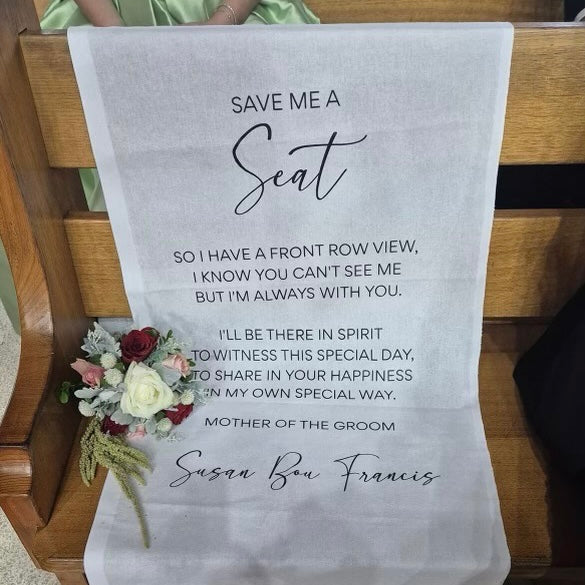 SAVE ME A
Seat
SO I HAVE A FRONT ROW VIEW,
I KNOW YOU CAN'T SEE ME
BUT I'M ALWAYS WITH YOU.
I'LL BE THERE IN SPIRIT
TO WITNESS THIS SPECIAL DAY,
TO SHARE IN YOUR HAPPINESS
IN MY OWN SPECIAL WAY.
MOTHER OF THE GROOM
Susan Bou Francis